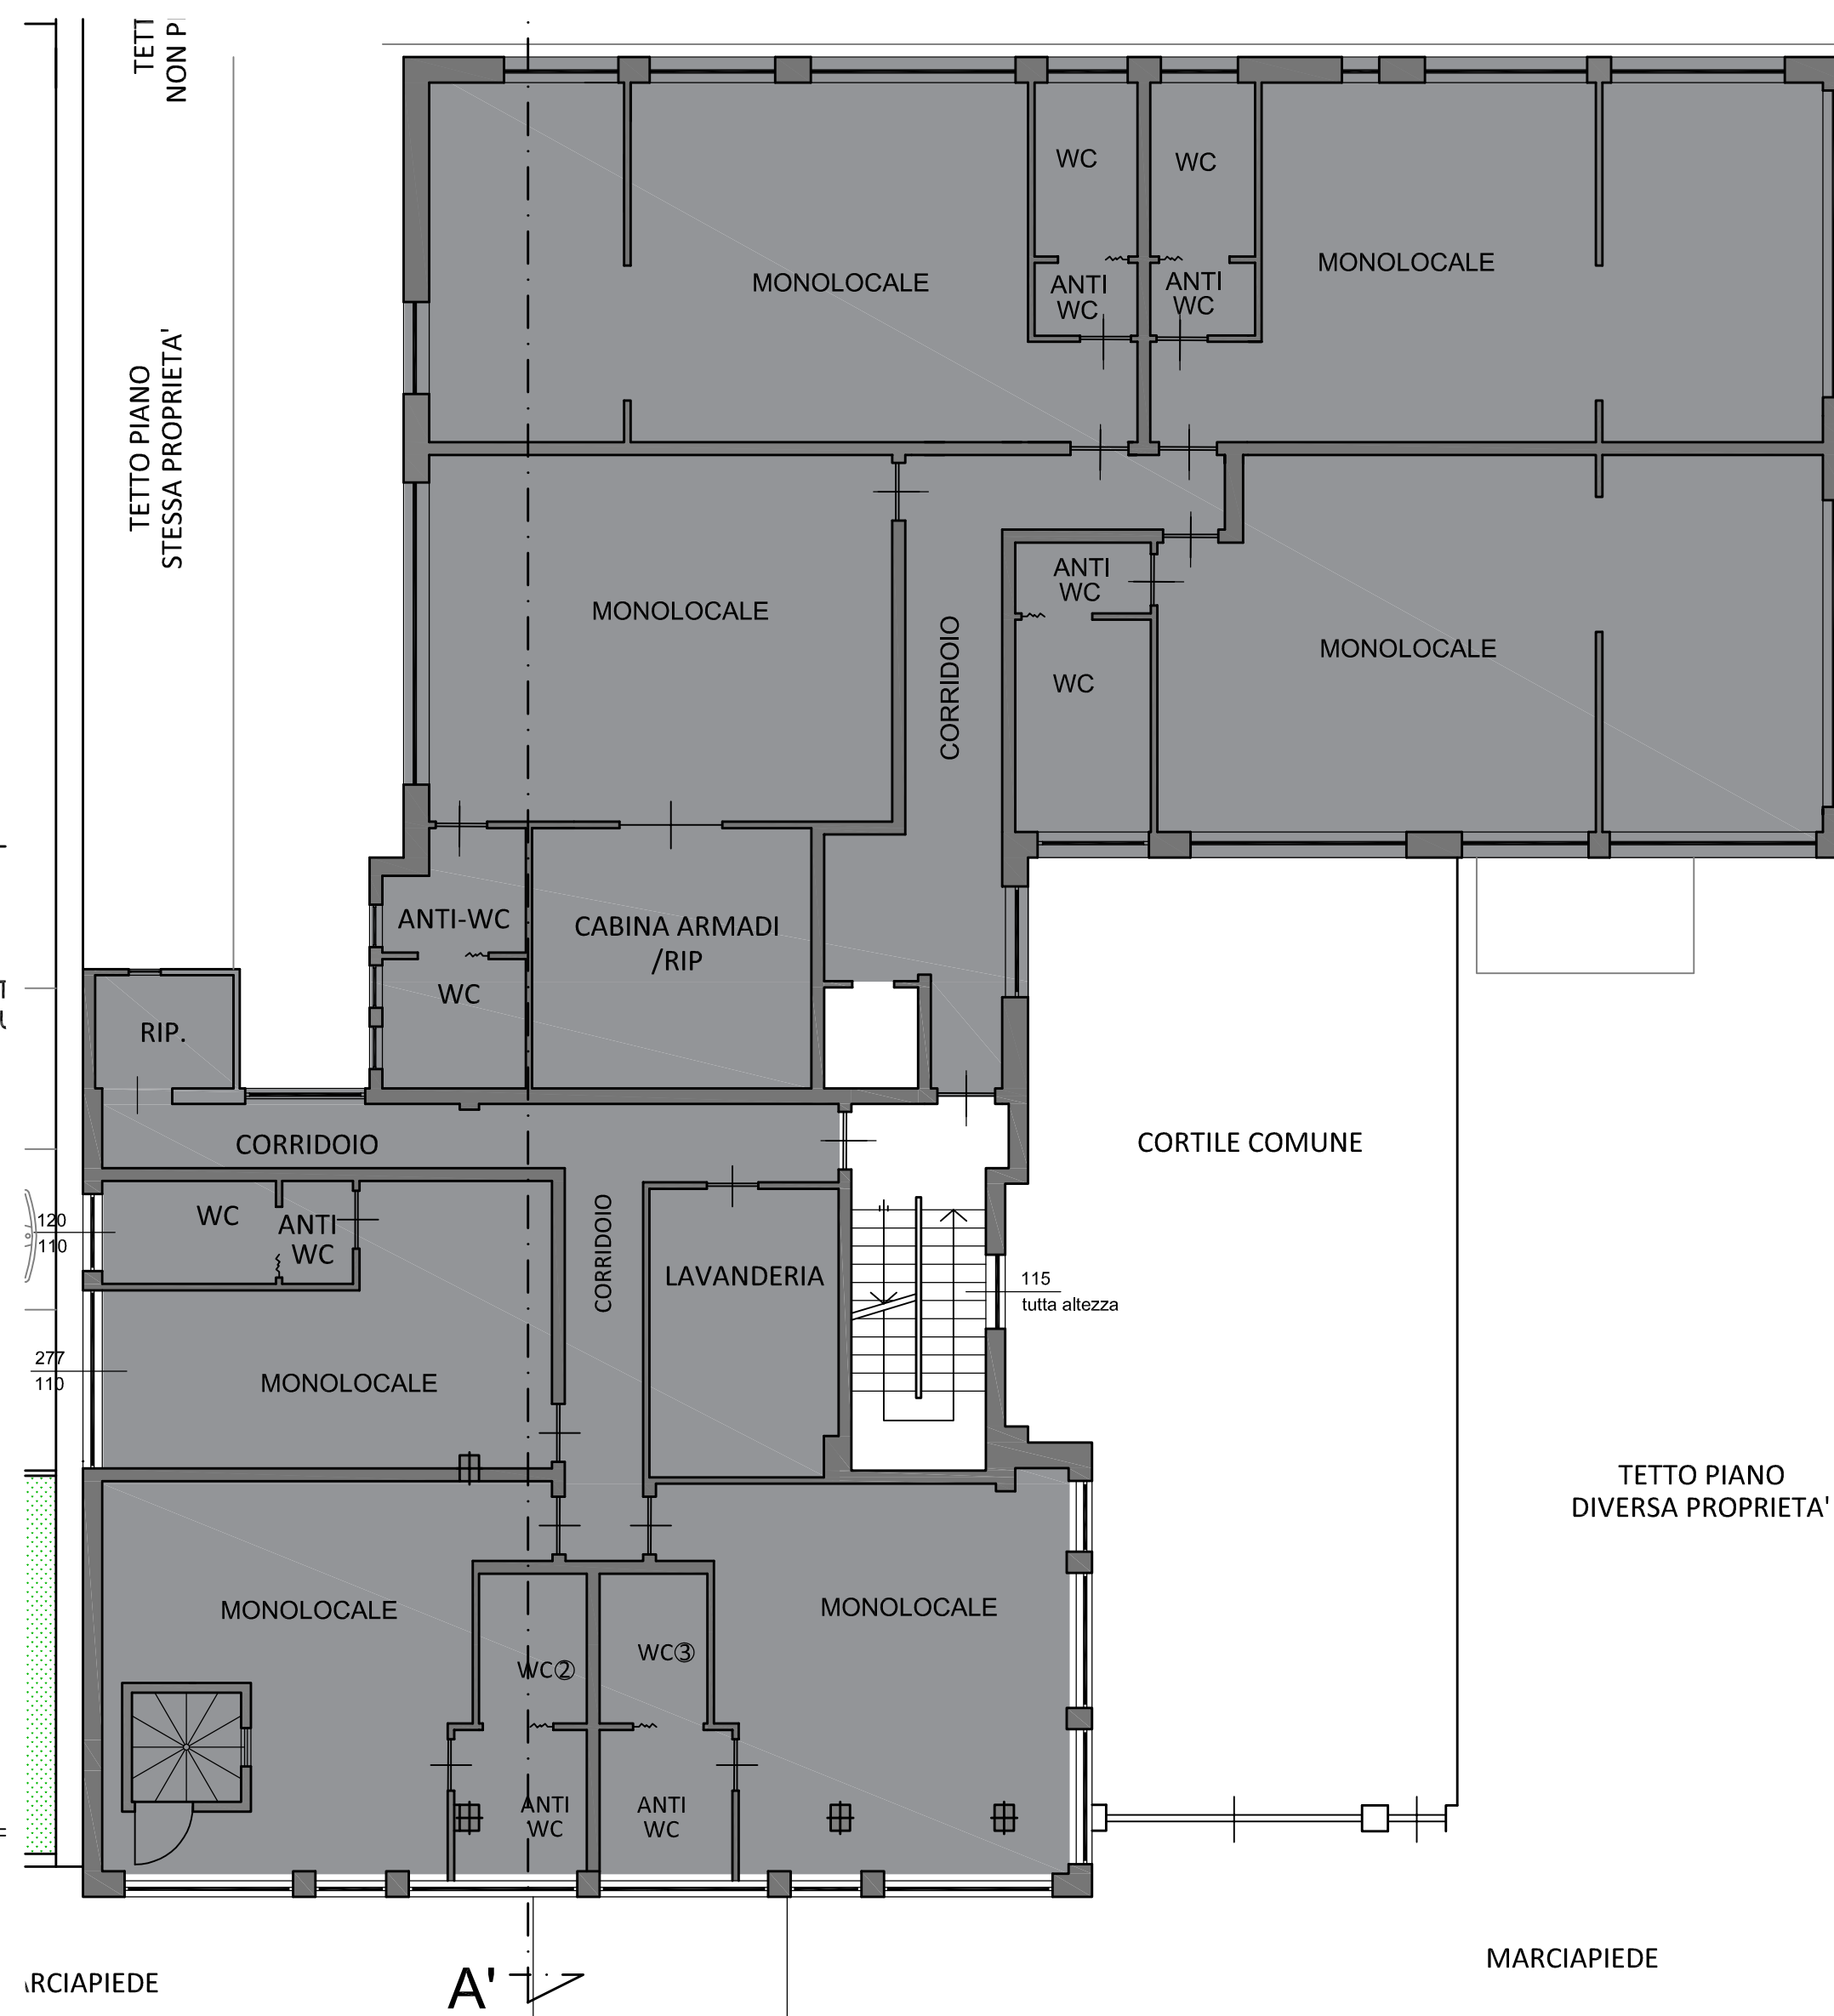 TETT
NON P
WC
WC
MONOLOCALE
MONOLOCALE
ANTI
WC
ANTI
WC
TETTO PIANO
STESSA PROPRIETA'
MONOLOCALE
ANTI
WC
CORRIDOIO
WC
MONOLOCALE
ANTI-WC
CABINA ARMADI
/RIP
WC
RIP.
CORRIDOIO
CORTILE COMUNE
WC
ANTI
WC
120
110
CORRIDOIO
LAVANDERIA
115
tutta altezza
277
110
MONOLOCALE
TETTO PIANO
DIVERSA PROPRIETA'
MONOLOCALE
MONOLOCALE
WC②
WC③
ANTI
WC
ANTI
WC
MARCIAPIEDE
RCIAPIEDE
A'